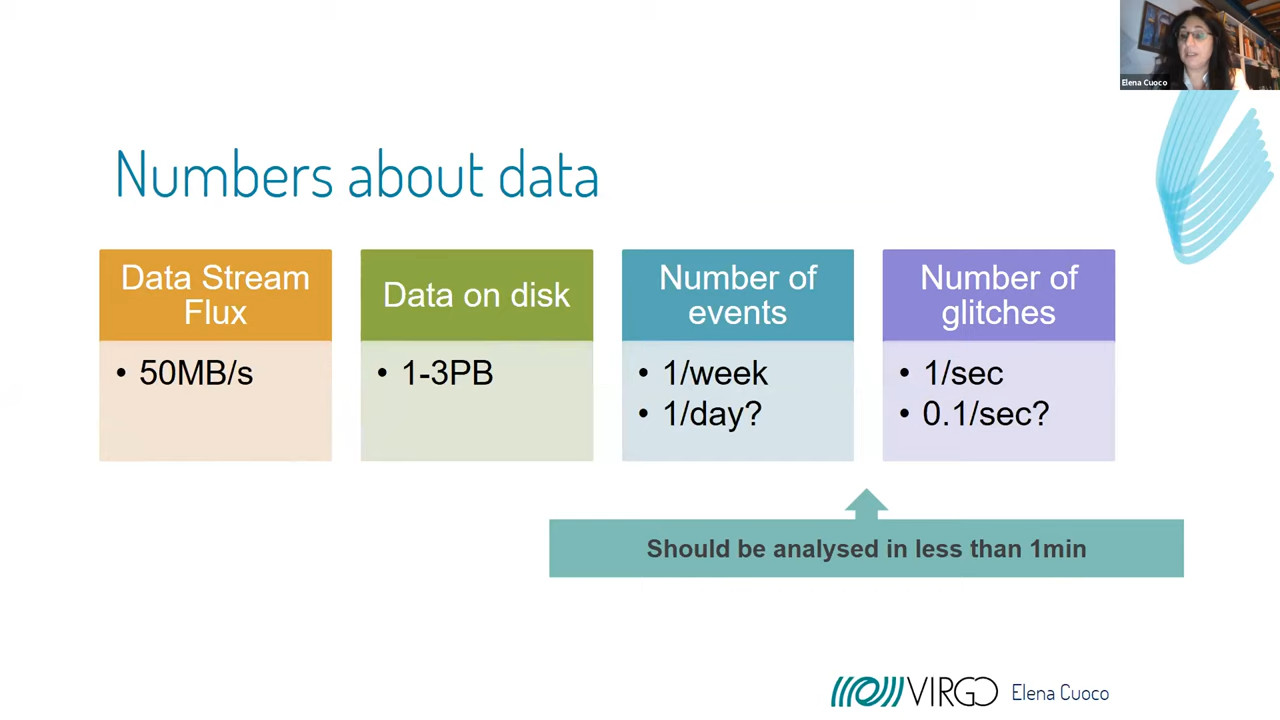 Elena Cuoco
Numbers about data
Data Stream
Flux
• 50MB/s
Data on disk
• 1-3PB
Number of
events
• 1/week
• 1/day?
Number of
glitches
• 1/sec
• 0.1/sec?
Should be analysed in less than 1min
VIRGO Elena Cuoco